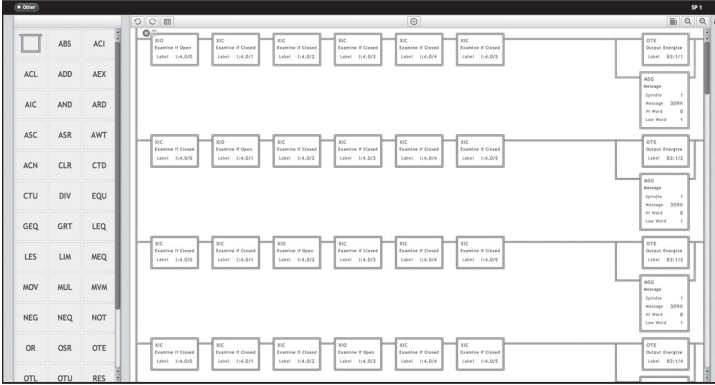 Other
SP 1
ABS ACI
ACL ADD AEX
AIC AND ARD
ASC ASR AWT
ACN CLR CTD
CTU DIV EQU
GEQ GRT LEQ
LES LIM MEQ
MOV MUL MVM
NEG NEQ NOT
OR OSR OTE
OTL OTU RES
XIO XIC XIC XIC XIC XIC OTE
Examine if Open Examine if Closed Examine if Closed Examine if Closed Examine if Closed Examine if Closed Output Energize
Label I:4.0/0 Label I:4.0/1 Label I:4.0/2 Label I:4.0/3 Label I:4.0/4 Label I:4.0/5 Label B3:1/1
MSG
Message
Spindle 1
Message 309H
Hi Word 0
Low Word 1
XIC XIO XIC XIC XIC XIC OTE
Examine if Closed Examine if Open Examine if Closed Examine if Closed Examine if Closed Examine if Closed Output Energize
Label I:4.0/0 Label I:4.0/1 Label I:4.0/2 Label I:4.0/3 Label I:4.0/4 Label I:4.0/5 Label B3:1/2
MSG
Message
Spindle 1
Message 309H
Hi Word 0
Low Word 1
XIC XIC XIO XIC XIC XIC OTE
Examine if Closed Examine if Closed Examine if Open Examine if Closed Examine if Closed Examine if Closed Output Energize
Label I:4.0/0 Label I:4.0/1 Label I:4.0/2 Label I:4.0/3 Label I:4.0/4 Label I:4.0/5 Label B3:1/3
MSG
Message
Spindle 1
Message 309H
Hi Word 0
Low Word 1
XIC XIC XIC XIO XIC XIC OTE
Examine if Closed Examine if Closed Examine if Closed Examine if Open Examine if Closed Examine if Closed Output Energize
Label I:4.0/0 Label I:4.0/1 Label I:4.0/2 Label I:4.0/3 Label I:4.0/4 Label I:4.0/5 Label B3:1/4
MSG